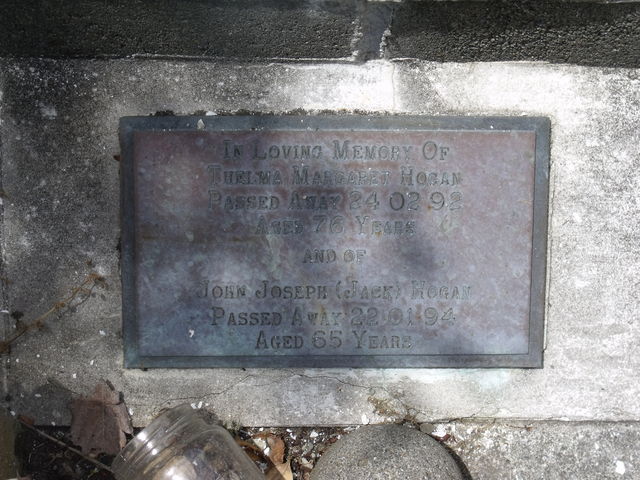 In Loving Memory Of
Thelma Margaret Hogan
Passed Away 24 02 92
Aged 76 Years
and of
John Joseph (Jack) Hogan
Passed Away 22 01 94
Aged 65 Years